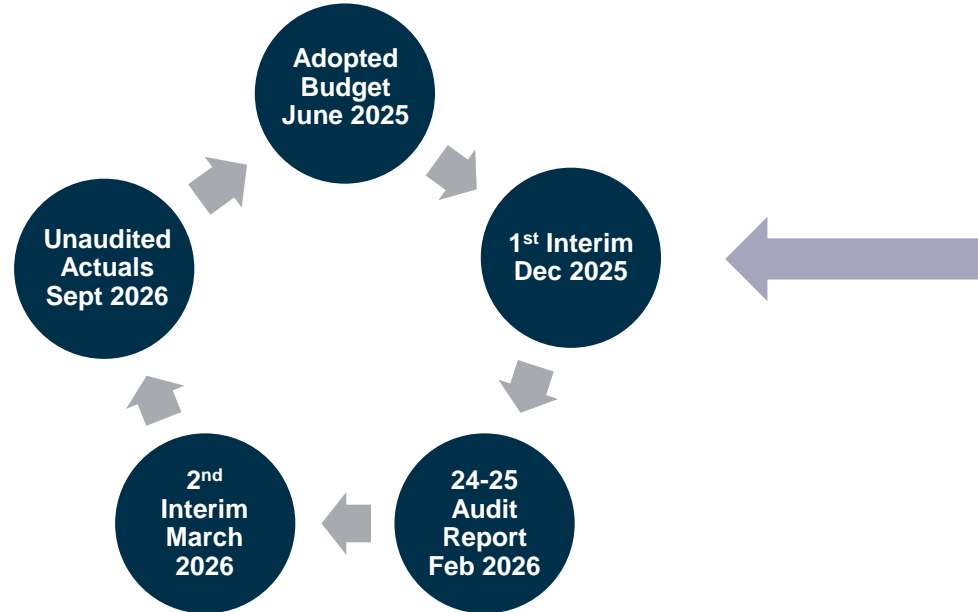 Adopted
Budget
June 2025
1st Interim
Dec 2025
24-25
Audit
Report
Feb 2026
2nd
Interim
March
2026
Unaudited
Actuals
Sept 2026